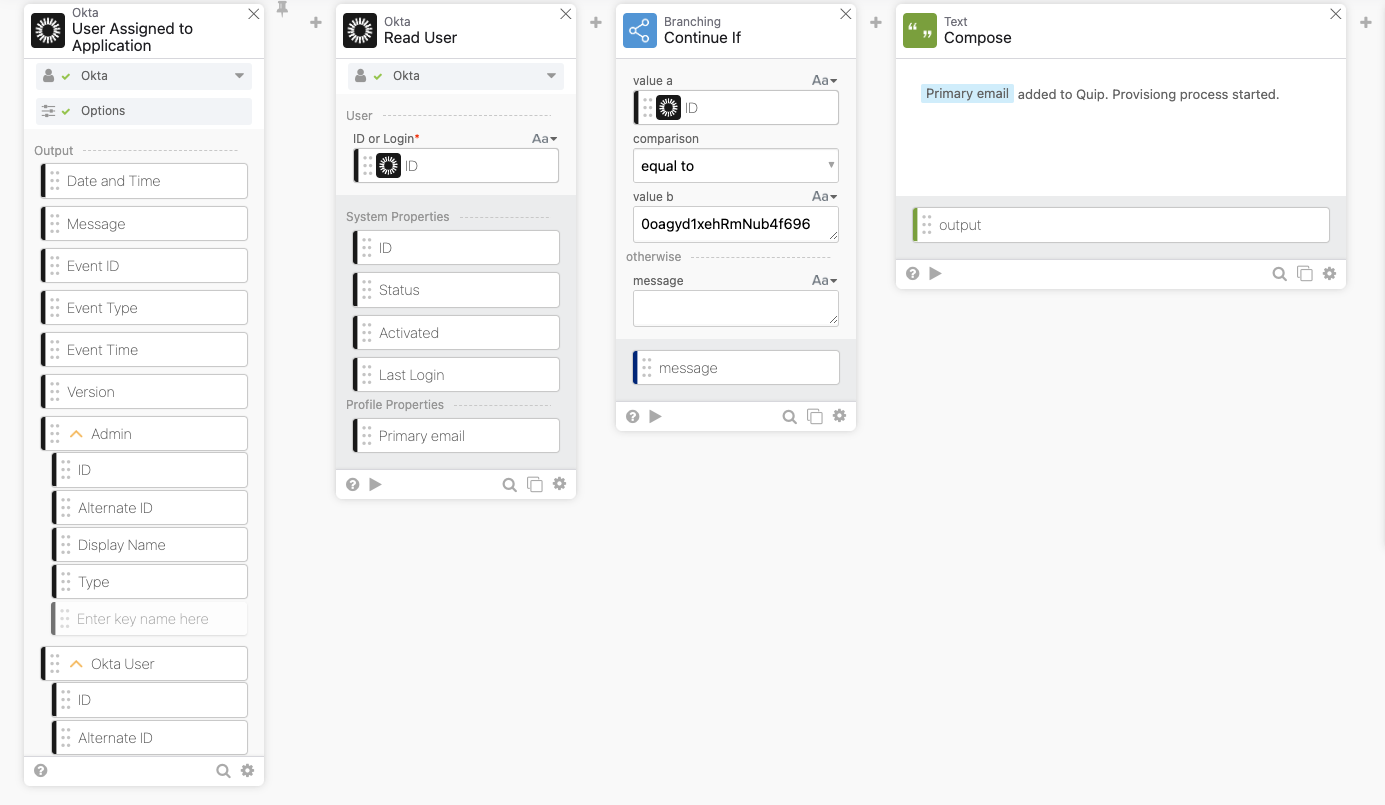 Okta
User Assigned to
Application
Okta
Options
Output
Date and Time
Message
Event ID
Event Type
Event Time
Version
Admin
ID
Alternate ID
Display Name
Type
Enter key name here
Okta User
ID
Alternate ID
Okta
Read User
Okta
User
ID or Login*
Aa
ID
System Properties
ID
Status
Activated
Last Login
Profile Properties
Primary email
Branching
Continue If
value a
Aa
ID
comparison
equal to
value b
Aa
0oagyd1xehRmNub4f696
otherwise
message
Aa
message
Text
Compose
Primary email added to Quip. Provisiong process started.
output